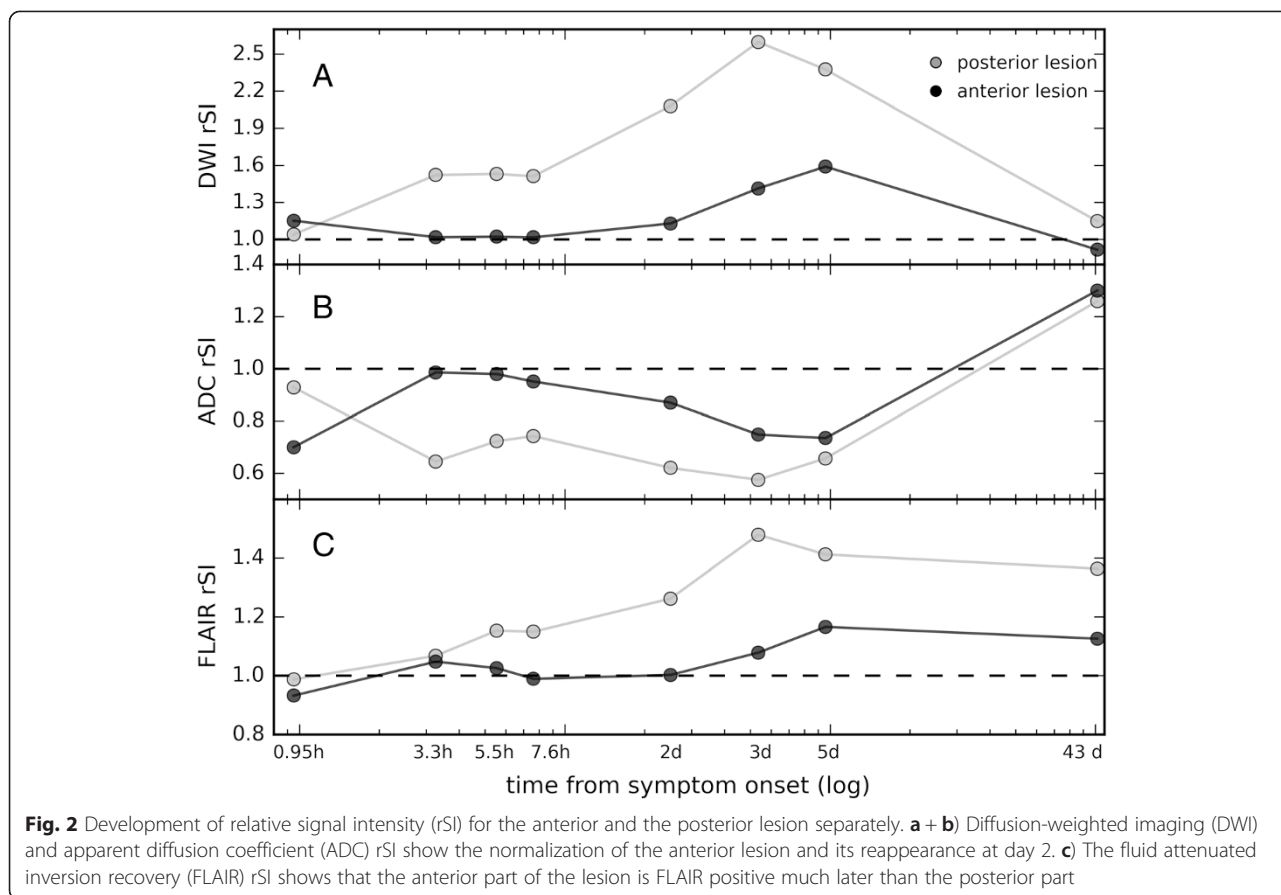 A
posterior lesion
anterior lesion
DWI rSI
2.5
2.2
1.9
1.6
1.3
1.0
B
ADC rSI
1.4
1.2
1.0
0.8
0.6
C
FLAIR rSI
1.4
1.2
1.0
0.8
0.95h 3.3h 5.5h 7.6h 2d 3d 5d 43 d
time from symptom onset (log)
Fig. 2 Development of relative signal intensity (rSI) for the anterior and the posterior lesion separately. a + b) Diffusion-weighted imaging (DWI)
and apparent diffusion coefficient (ADC) rSI show the normalization of the anterior lesion and its reappearance at day 2. c) The fluid attenuated
inversion recovery (FLAIR) rSI shows that the anterior part of the lesion is FLAIR positive much later than the posterior part